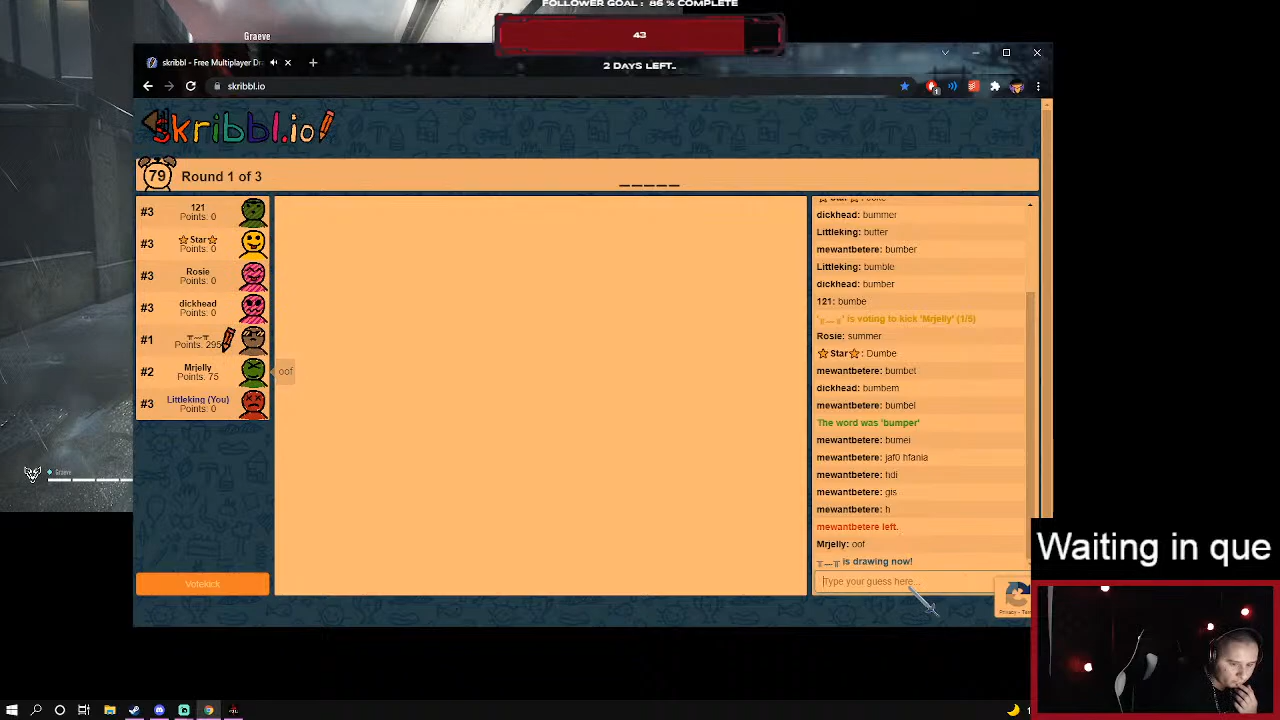 FOLLOWER GOAL : 86 % COMPLETE
43
2 DAYS LEFT..
Graeve
skribbl - Free Multiplayer Dr
skribbl.io
skribbl.io
79
Round 1 of 3
_ _ _ _ _
#3 121
Points: 0
#3 ☆Star☆
Points: 0
#3 Rosie
Points: 0
#3 dickhead
Points: 0
#1 ╥﹏╥
Points: 295
#2 Mrjelly
Points: 75
oof
#3 Littleking (You)
Points: 0
Votekick
dickhead: bummer
Littleking: butter
mewantbetere: bumber
Littleking: bumble
dickhead: bumber
121: bumbe
'╥﹏╥' is voting to kick 'Mrjelly' (1/5)
Rosie: summer
☆Star☆: Dumbe
mewantbetere: bumbet
dickhead: bumbem
mewantbetere: bumbel
The word was 'bumper'
mewantbetere: bumei
mewantbetere: jaf0 hfania
mewantbetere: hdi
mewantbetere: gis
mewantbetere: h
mewantbetere left.
Mrjelly: oof
╥﹏╥ is drawing now!
Type your guess here...
Graeve
Waiting in que